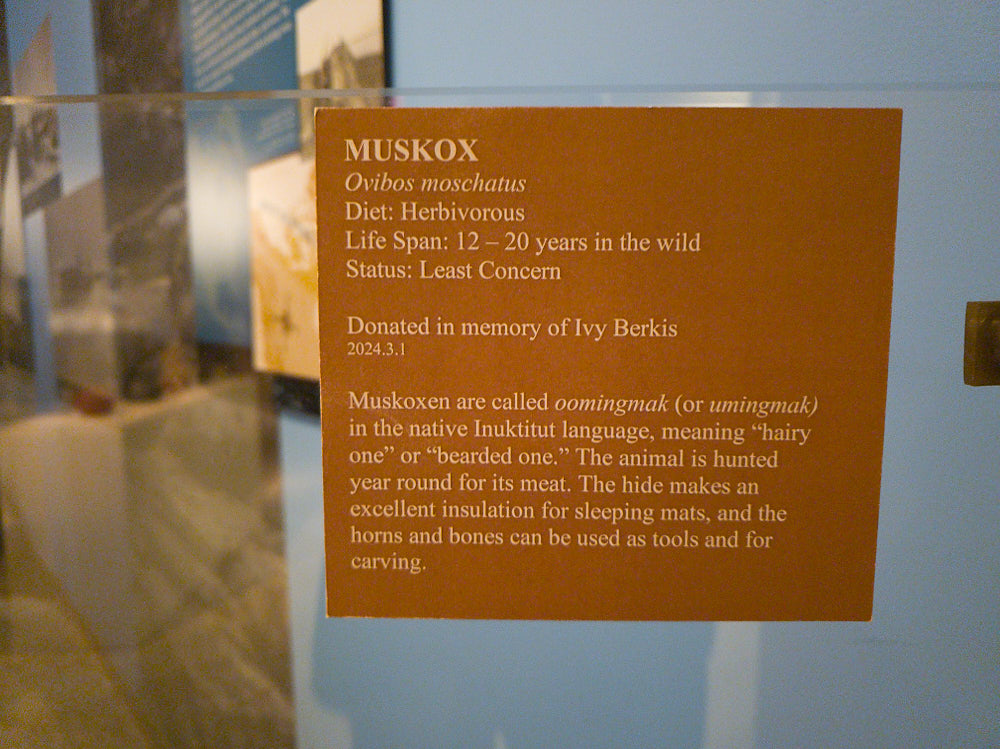 MUSKOX
Ovibos moschatus
Diet: Herbivorous
Life Span: 12 – 20 years in the wild
Status: Least Concern
Donated in memory of Ivy Berkis
2024.3.1
Muskoxen are called oomingmak (or umingmak)
in the native Inuktitut language, meaning “hairy
one” or “bearded one.” The animal is hunted
year round for its meat. The hide makes an
excellent insulation for sleeping mats, and the
horns and bones can be used as tools and for
carving.